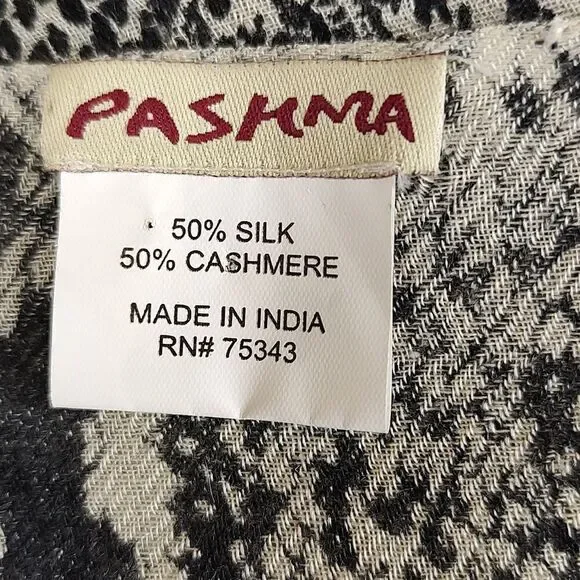 PASHMA
50% SILK
50% CASHMERE
MADE IN INDIA
RN# 75343